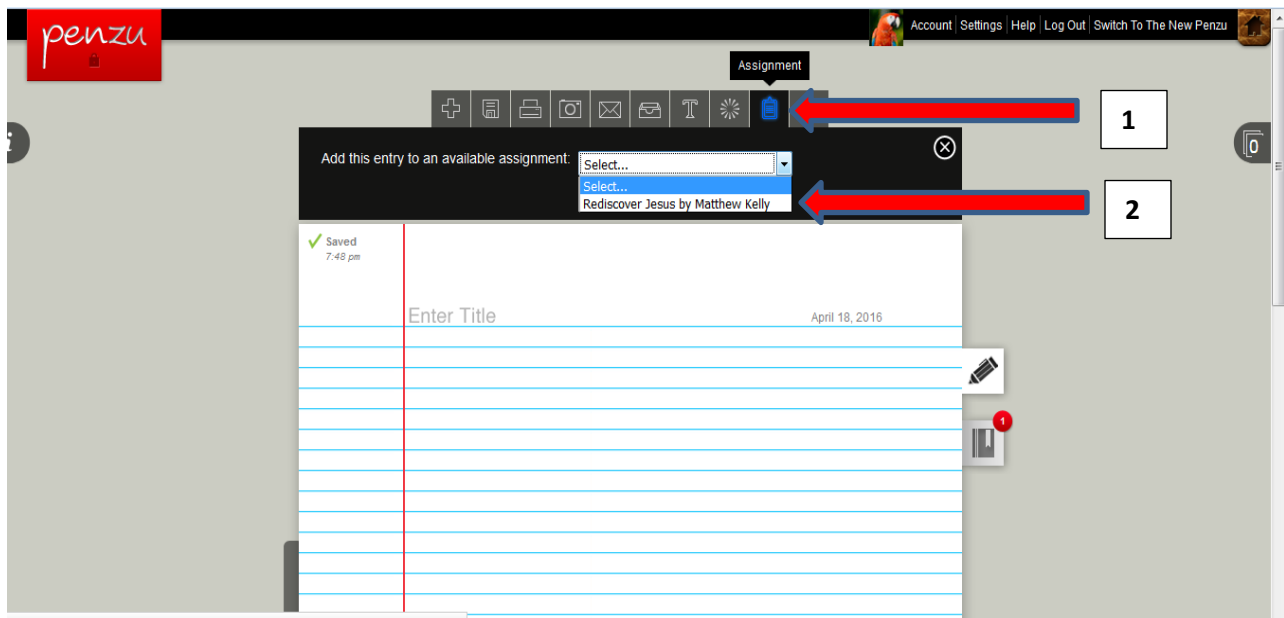 penzu
Account Settings Help Log Out Switch To The New Penzu
Assignment
T
1
i
0
Add this entry to an available assignment: Select...
Select...
Rediscover Jesus by Matthew Kelly
2
Saved
7:48 pm
Enter Title
April 18, 2016
1